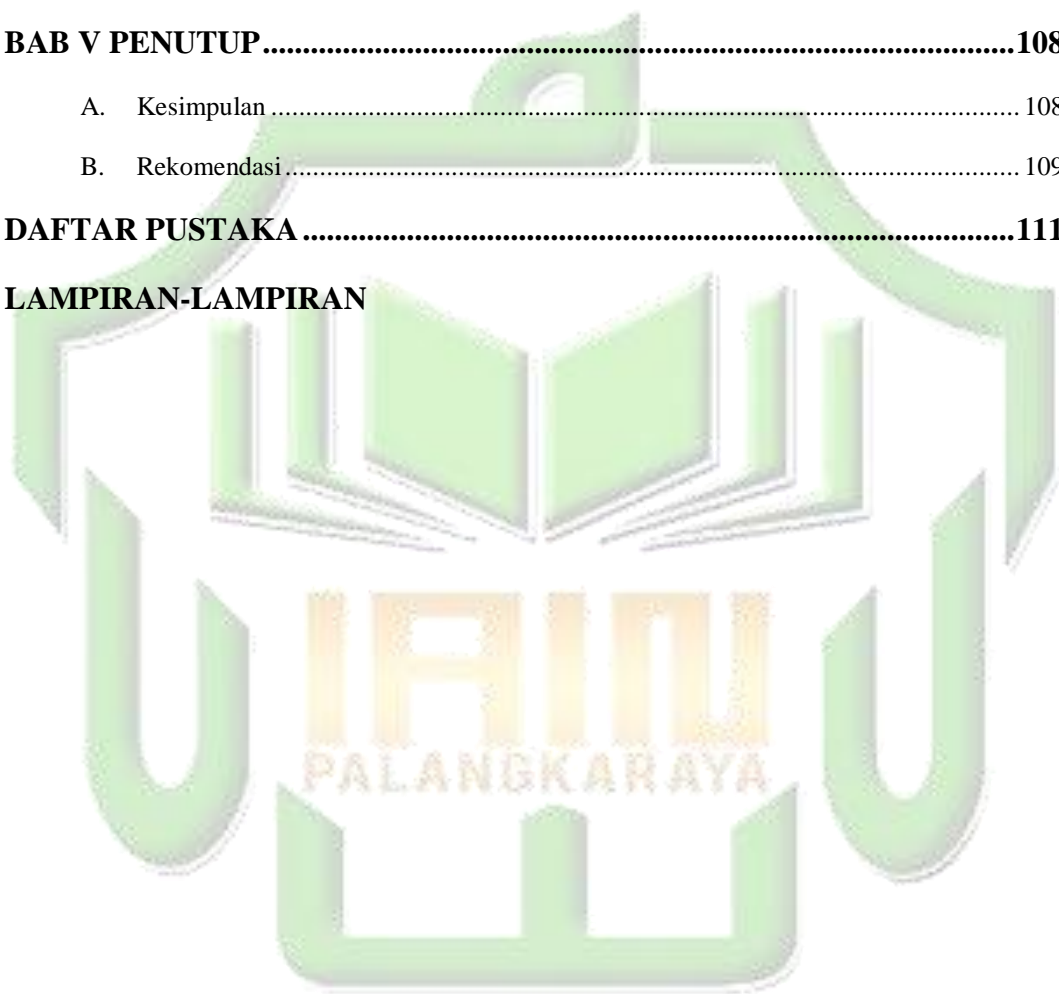 BAB V PENUTUP..........................................................................................108
A. Kesimpulan.......................................................................................... 108
B. Rekomendasi........................................................................................ 109
DAFTAR PUSTAKA.....................................................................................111
LAMPIRAN-LAMPIRAN
IAIN
PALANGKARAYA